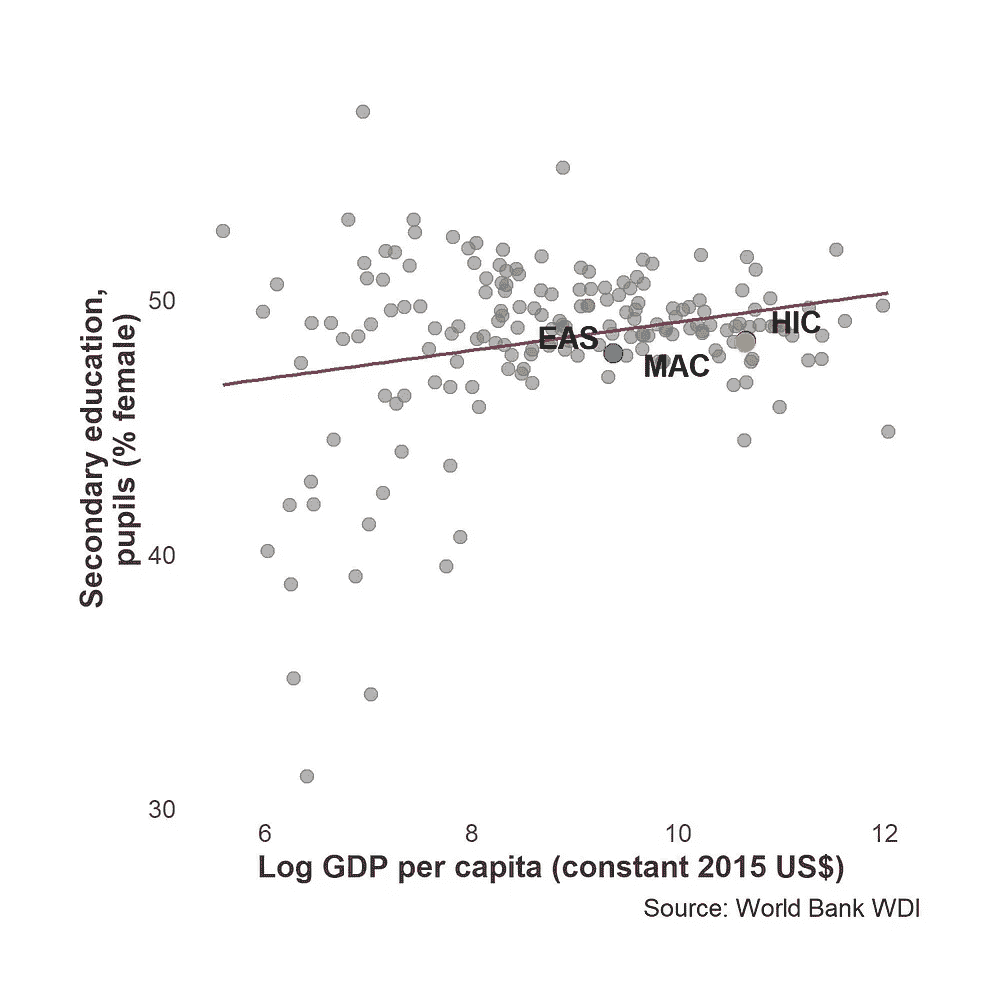 Secondary education,
pupils (% female)
50
40
30
EAS
MAC
HIC
6 8 10 12
Log GDP per capita (constant 2015 US$)
Source: World Bank WDI